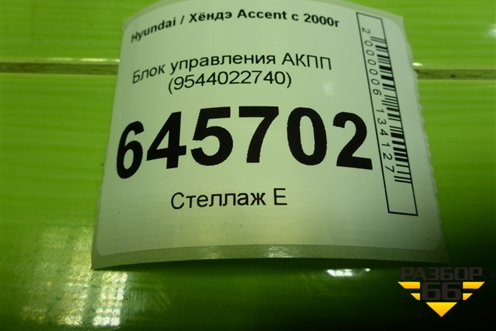 Hyundai / Хёндэ Accent с 2000г
Блок управления АКПП
(9544022740)
645702
Стеллаж Е
2000006134127
РАЗБОР
66